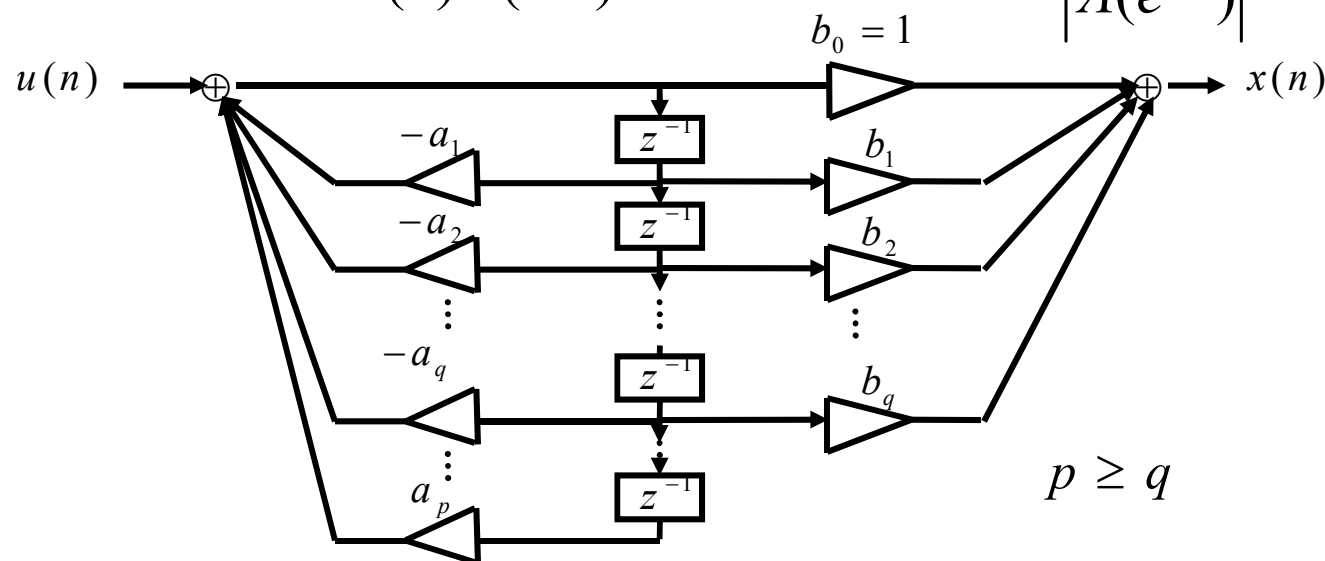 b₀ = 1
|A(e )|
u(n)
x(n)
z⁻¹
−a₁
b₁
z⁻¹
−a₂
b₂
−a_q
z⁻¹
b_q
a_p
z⁻¹
p ≥ q